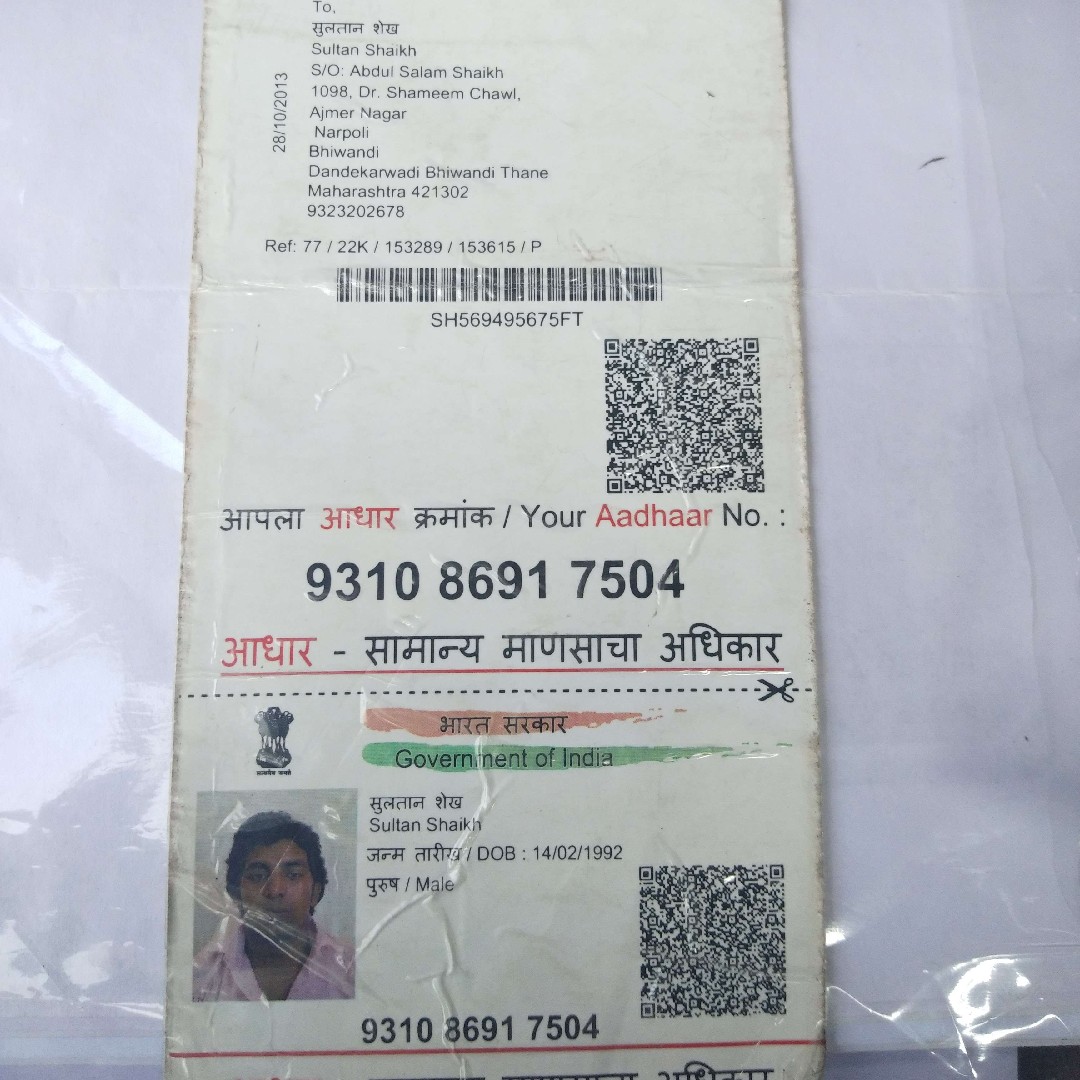 To,
सुलतान शेख
Sultan Shaikh
S/O: Abdul Salam Shaikh
1098, Dr. Shameem Chawl,
Ajmer Nagar
Narpoli
Bhiwandi
Dandekarwadi Bhiwandi Thane
Maharashtra 421302
9323202678
28/10/2013
Ref: 77 / 22K / 153289 / 153615 / P
SH569495675FT
आपला आधार क्रमांक / Your Aadhaar No. :
9310 8691 7504
आधार - सामान्य माणसाचा अधिकार
भारत सरकार
Government of India
सत्यमेव जयते
सुलतान शेख
Sultan Shaikh
जन्म तारीख / DOB : 14/02/1992
पुरुष / Male
9310 8691 7504